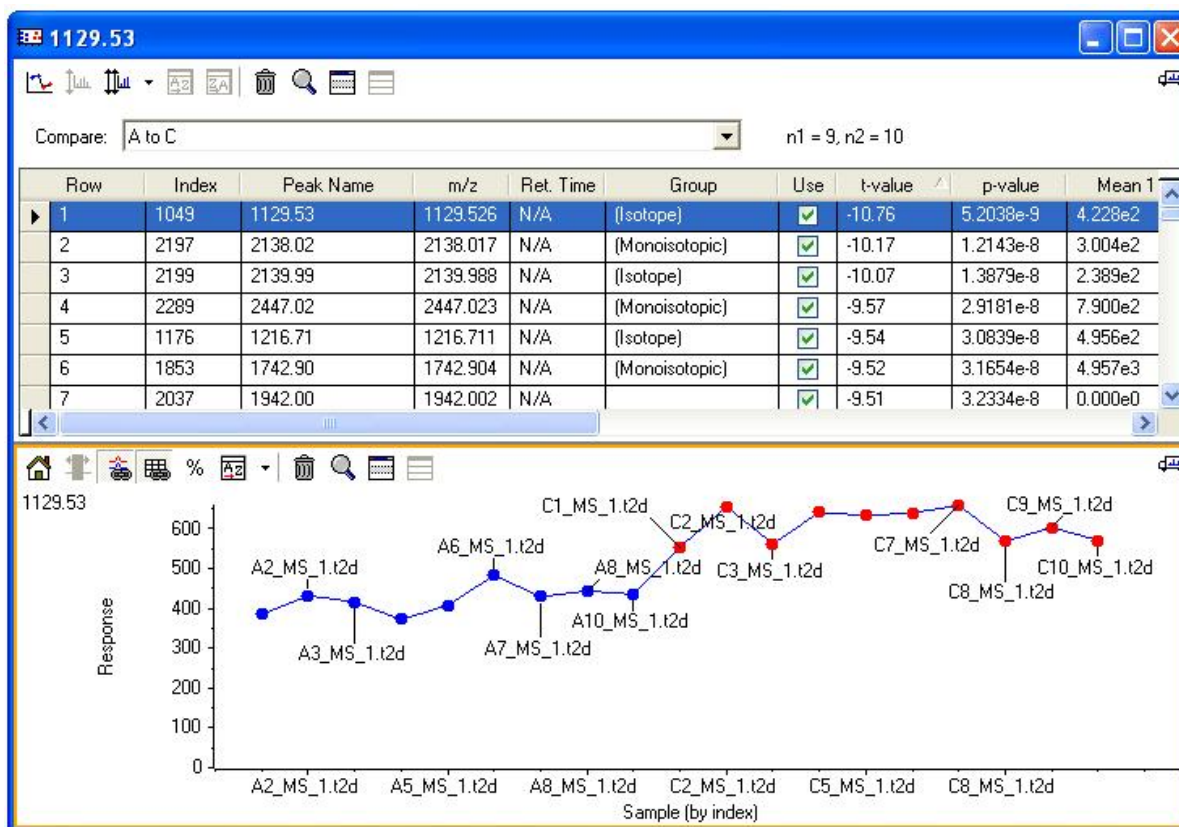 1129.53
Compare: A to C n1 = 9, n2 = 10
Row Index Peak Name m/z Ret. Time Group Use t-value p-value Mean 1
1 1049 1129.53 1129.526 N/A (Isotope) -10.76 5.2038e-9 4.228e2
2 2197 2138.02 2138.017 N/A (Monoisotopic) -10.17 1.2143e-8 3.004e2
3 2199 2139.99 2139.988 N/A (Isotope) -10.07 1.3879e-8 2.389e2
4 2289 2447.02 2447.023 N/A (Monoisotopic) -9.57 2.9181e-8 7.900e2
5 1176 1216.71 1216.711 N/A (Isotope) -9.54 3.0839e-8 4.956e2
6 1853 1742.90 1742.904 N/A (Monoisotopic) -9.52 3.1654e-8 4.957e3
7 2037 1942.00 1942.002 N/A -9.51 3.2334e-8 0.000e0
%
1129.53
600
500
400
300
200
100
0
Response
A2_MS_1.t2d
A3_MS_1.t2d
A6_MS_1.t2d
A7_MS_1.t2d
A8_MS_1.t2d
A10_MS_1.t2d
C1_MS_1.t2d
C2_MS_1.t2d
C3_MS_1.t2d
C7_MS_1.t2d
C8_MS_1.t2d
C9_MS_1.t2d
C10_MS_1.t2d
A2_MS_1.t2d A5_MS_1.t2d A8_MS_1.t2d C2_MS_1.t2d C5_MS_1.t2d C8_MS_1.t2d
Sample (by index)